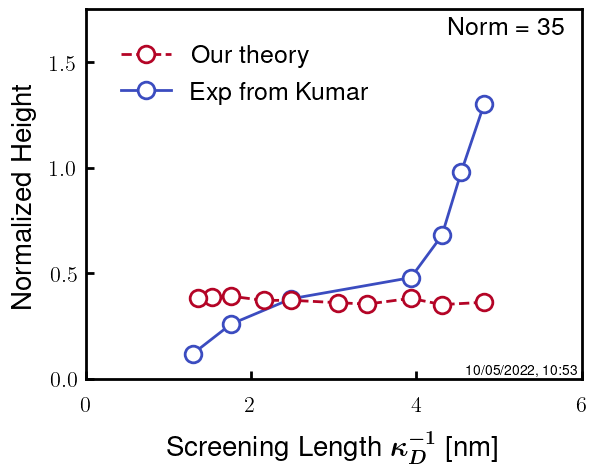 Norm = 35
Our theory
Exp from Kumar
Normalized Height
1.5
1.0
0.5
0.0
10/05/2022, 10:53
0 2 4 6
Screening Length κ_D^{-1} [nm]